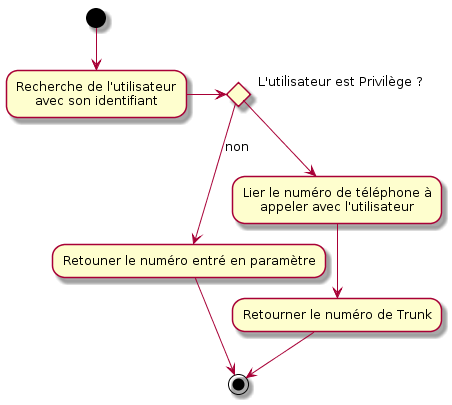 L'utilisateur est Privilège ?
Recherche de l'utilisateur
avec son identifiant
non
Lier le numéro de téléphone à
appeler avec l'utilisateur
Retouner le numéro entré en paramètre
Retourner le numéro de Trunk